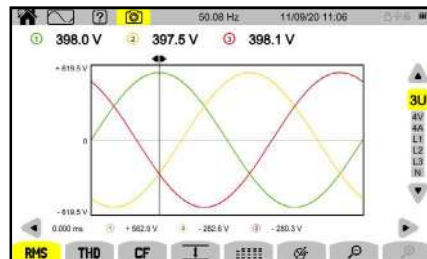 50.08 Hz 11/09/20 11:06
1 398.0 V 2 397.5 V 3 398.1 V
+ 619.5 V
0
- 619.5 V
3U
4V
4A
L1
L2
L3
N
0.000 ms 1 + 562.9 V 2 - 282.6 V 3 - 280.3 V
RMS THD CF